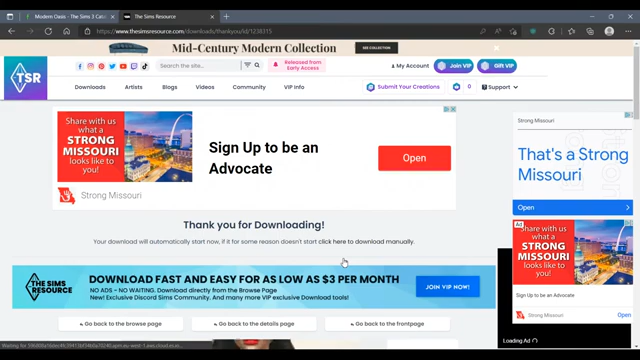 Modern Oasis - The Sims 3 Cata
The Sims Resource
https://www.thesimsresource.com/downloads/thankyou/id/1238315
Mid-Century Modern Collection
SEE COLLECTION
TSR
Search the site...
Released from
Early Access
My Account
Join VIP
Gift VIP
Downloads
Artists
Blogs
Videos
Community
VIP Info
Submit Your Creations
0
Support
Share with us
what a
STRONG
MISSOURI
looks like
to you!
Sign Up to be an
Advocate
Open
Strong Missouri
Strong Missouri
That's a Strong
Missouri
Open
Thank you for Downloading!
Your download will automatically start now, if it for some reason doesn't start click here to download manually.
THE SIMS
RESOURCE
DOWNLOAD FAST AND EASY FOR AS LOW AS $3 PER MONTH
NO ADS - NO WAITING. Download directly from the Browse Page
New! Exclusive Discord Sims Community. And many more VIP exclusive Download tools!
JOIN VIP NOW!
Go back to the browse page
Go back to the details page
Go back to the frontpage
Ad
Share with us
what a
STRONG
MISSOURI
looks like
to you!
Sign Up to be an Advocate
Strong Missouri
Open
Loading Ad